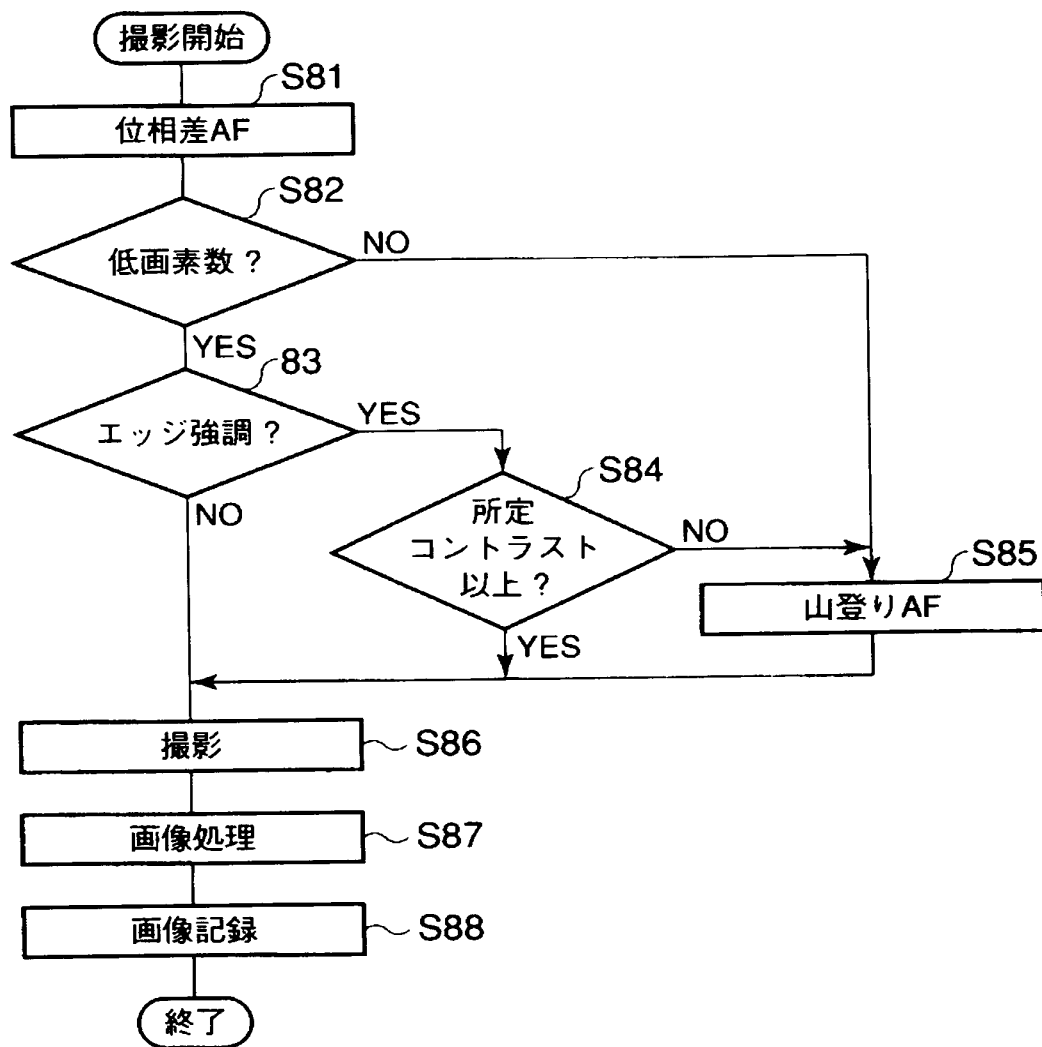 撮影開始
S81
位相差AF
S82
低画素数?
NO
YES
83
エッジ強調?
YES
NO
S84
所定
コントラスト
以上?
NO
YES
S85
山登りAF
撮影
S86
画像処理
S87
画像記録
S88
終了